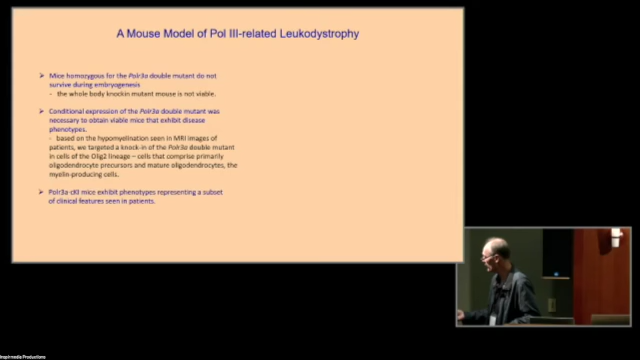 A Mouse Model of Pol III-related Leukodystrophy
➢ Mice homozygous for the Polr3a double mutant do not
survive during embryogenesis
- the whole body knockin mutant mouse is not viable.
➢ Conditional expression of the Polr3a double mutant was
necessary to obtain viable mice that exhibit disease
phenotypes.
- based on the hypomyelination seen in MRI images of
patients, we targeted a knock-in of the Polr3a double mutant
in cells of the Olig2 lineage – cells that comprise primarily
oligodendrocyte precursors and mature oligodendrocytes, the
myelin-producing cells.
➢ Polr3a-cKI mice exhibit phenotypes representing a subset
of clinical features seen in patients.
Inspirmedia Productions